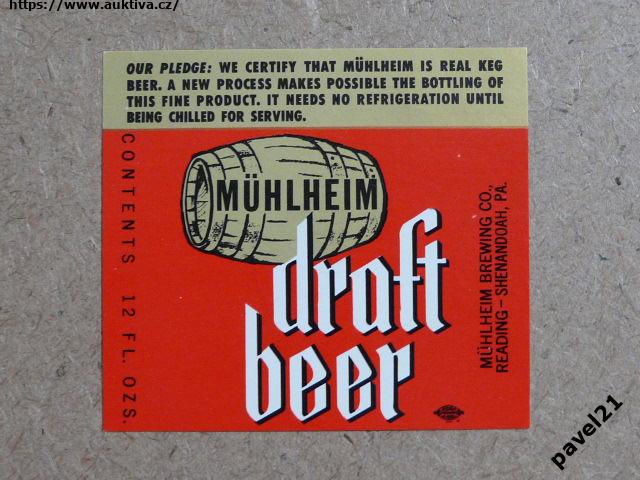 https://www.auktiva.cz/
OUR PLEDGE: WE CERTIFY THAT MÜHLHEIM IS REAL KEG
BEER. A NEW PROCESS MAKES POSSIBLE THE BOTTLING OF
THIS FINE PRODUCT. IT NEEDS NO REFRIGERATION UNTIL
BEING CHILLED FOR SERVING.
CONTENTS 12 FL. OZS.
MÜHLHEIM
draft
beer
MÜHLHEIM BREWING CO.,
READING – SHENANDOAH, PA.
pavel21